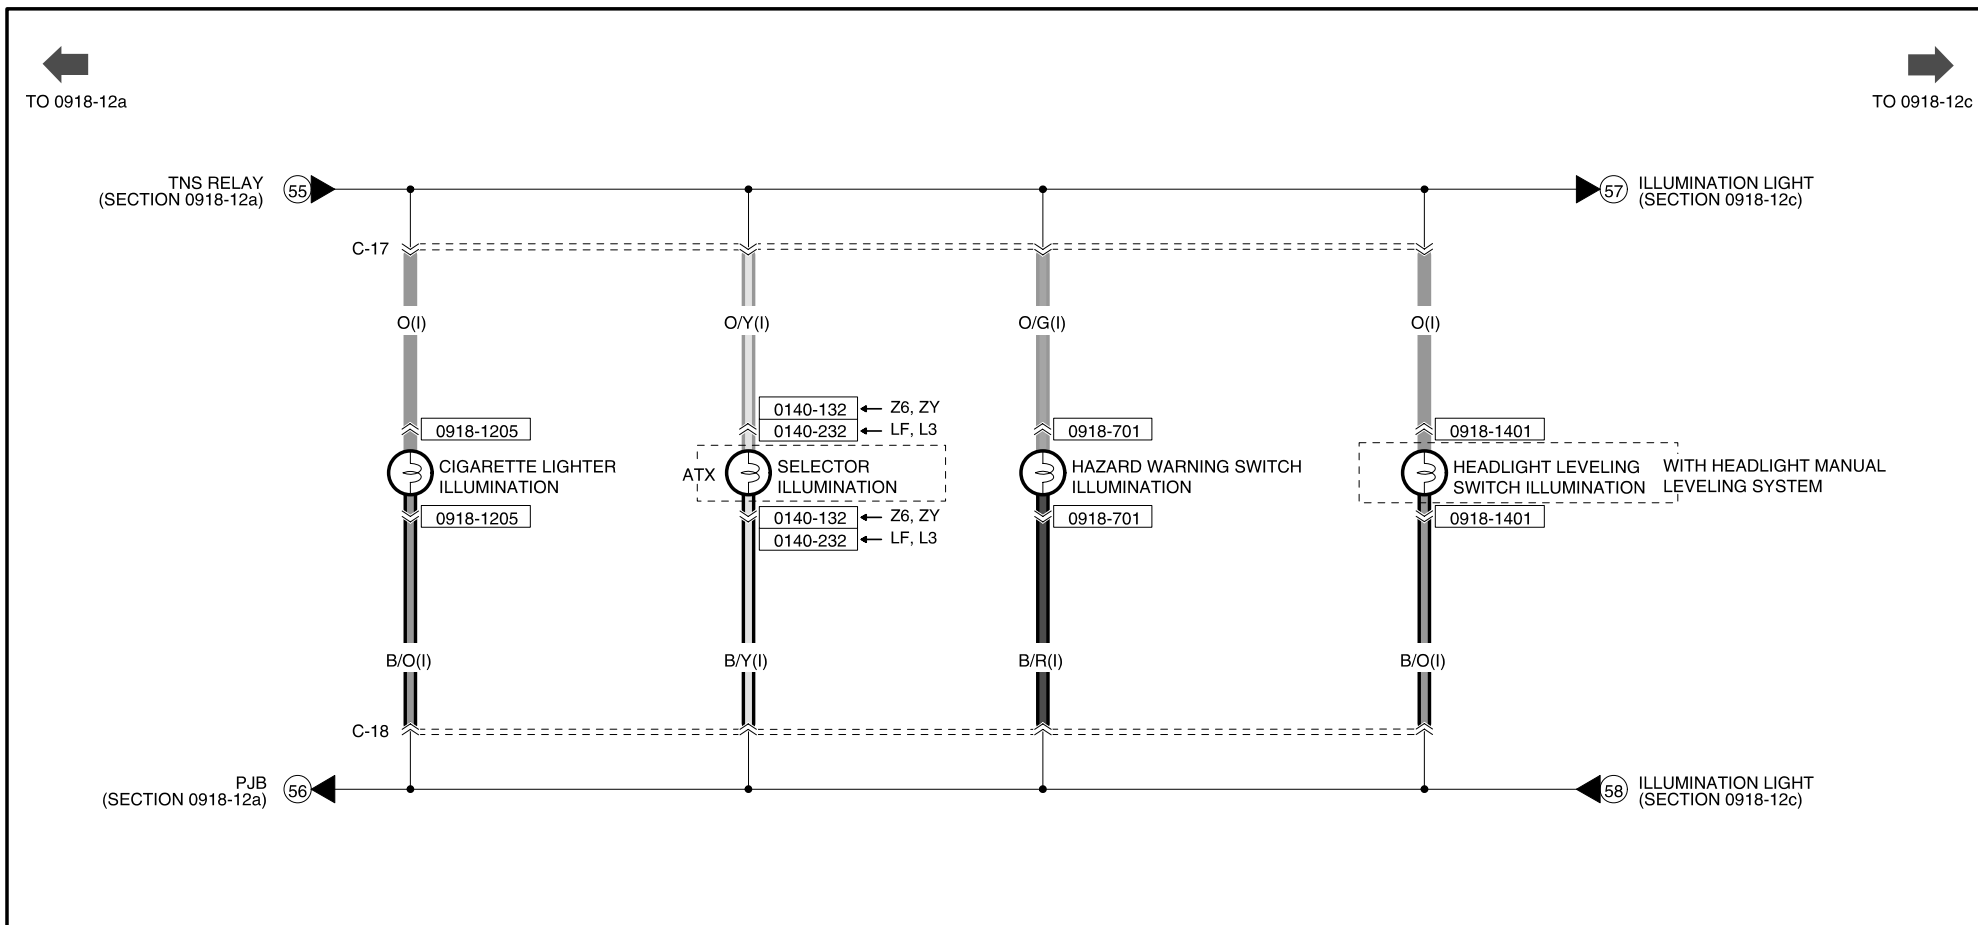 TO 0918-12a
TO 0918-12c
TNS RELAY
(SECTION 0918-12a)
55
57
ILLUMINATION LIGHT
(SECTION 0918-12c)
C-17
O(I)
O/Y(I)
O/G(I)
O(I)
0918-1205
0140-132
Z6, ZY
0140-232
LF, L3
0918-701
0918-1401
CIGARETTE LIGHTER
ILLUMINATION
ATX
SELECTOR
ILLUMINATION
HAZARD WARNING SWITCH
ILLUMINATION
HEADLIGHT LEVELING
SWITCH ILLUMINATION
WITH HEADLIGHT MANUAL
LEVELING SYSTEM
0918-1205
0140-132
Z6, ZY
0140-232
LF, L3
0918-701
0918-1401
B/O(I)
B/Y(I)
B/R(I)
B/O(I)
C-18
PJB
(SECTION 0918-12a)
56
58
ILLUMINATION LIGHT
(SECTION 0918-12c)